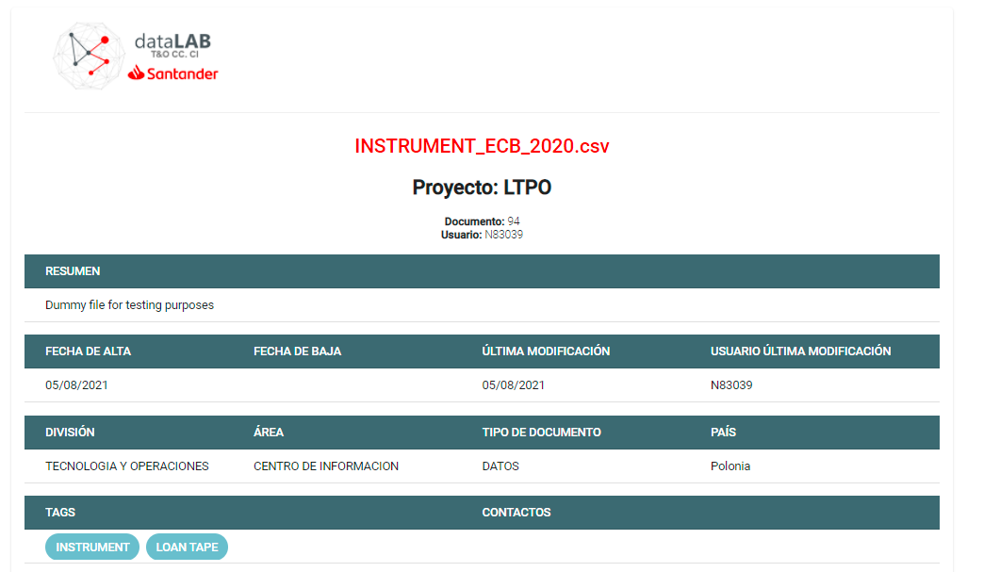 dataLAB
T&O CC. CI
Santander
INSTRUMENT_ECB_2020.csv
Proyecto: LTPO
Documento: 94
Usuario: N83039
RESUMEN
Dummy file for testing purposes
FECHA DE ALTA FECHA DE BAJA ÚLTIMA MODIFICACIÓN USUARIO ÚLTIMA MODIFICACIÓN
05/08/2021 05/08/2021 N83039
DIVISIÓN ÁREA TIPO DE DOCUMENTO PAÍS
TECNOLOGIA Y OPERACIONES CENTRO DE INFORMACION DATOS Polonia
TAGS CONTACTOS
INSTRUMENT LOAN TAPE